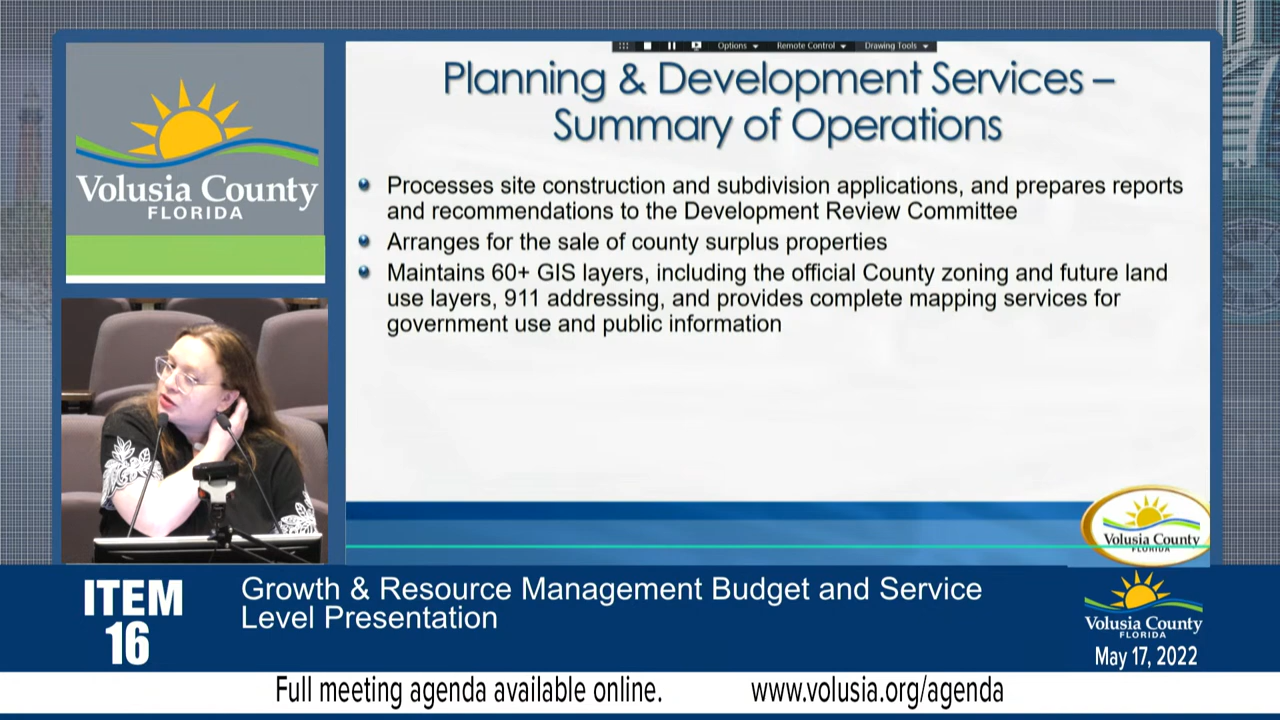 Options
Remote Control
Drawing Tools
Planning & Development Services –
Summary of Operations
Volusia County
FLORIDA
Processes site construction and subdivision applications, and prepares reports
and recommendations to the Development Review Committee
Arranges for the sale of county surplus properties
Maintains 60+ GIS layers, including the official County zoning and future land
use layers, 911 addressing, and provides complete mapping services for
government use and public information
Volusia County
FLORIDA
ITEM
16
Growth & Resource Management Budget and Service
Level Presentation
Volusia County
FLORIDA
May 17, 2022
Full meeting agenda available online.
www.volusia.org/agenda